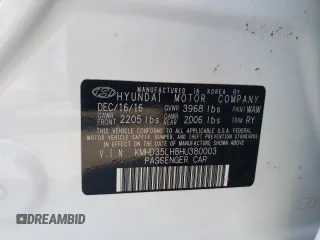 MANUFACTURED IN KOREA BY
HYUNDAI MOTOR COMPANY
DEC/16/15 GVWR 3968 lbs
GAWR FRONT 2205 lbs GAWR REAR 2006 lbs PAINT WAW TRIM RY
THIS VEHICLE CONFORMS TO ALL APPLICABLE U.S. FEDERAL MOTOR VEHICLE SAFETY, BUMPER, AND THEFT PREVENTION STANDARDS IN EFFECT ON THE DATE OF MANUFACTURE SHOWN ABOVE.
V.I.N KMHD35LH8HU380003
PASSENGER CAR
© IAAI/BIDCARD